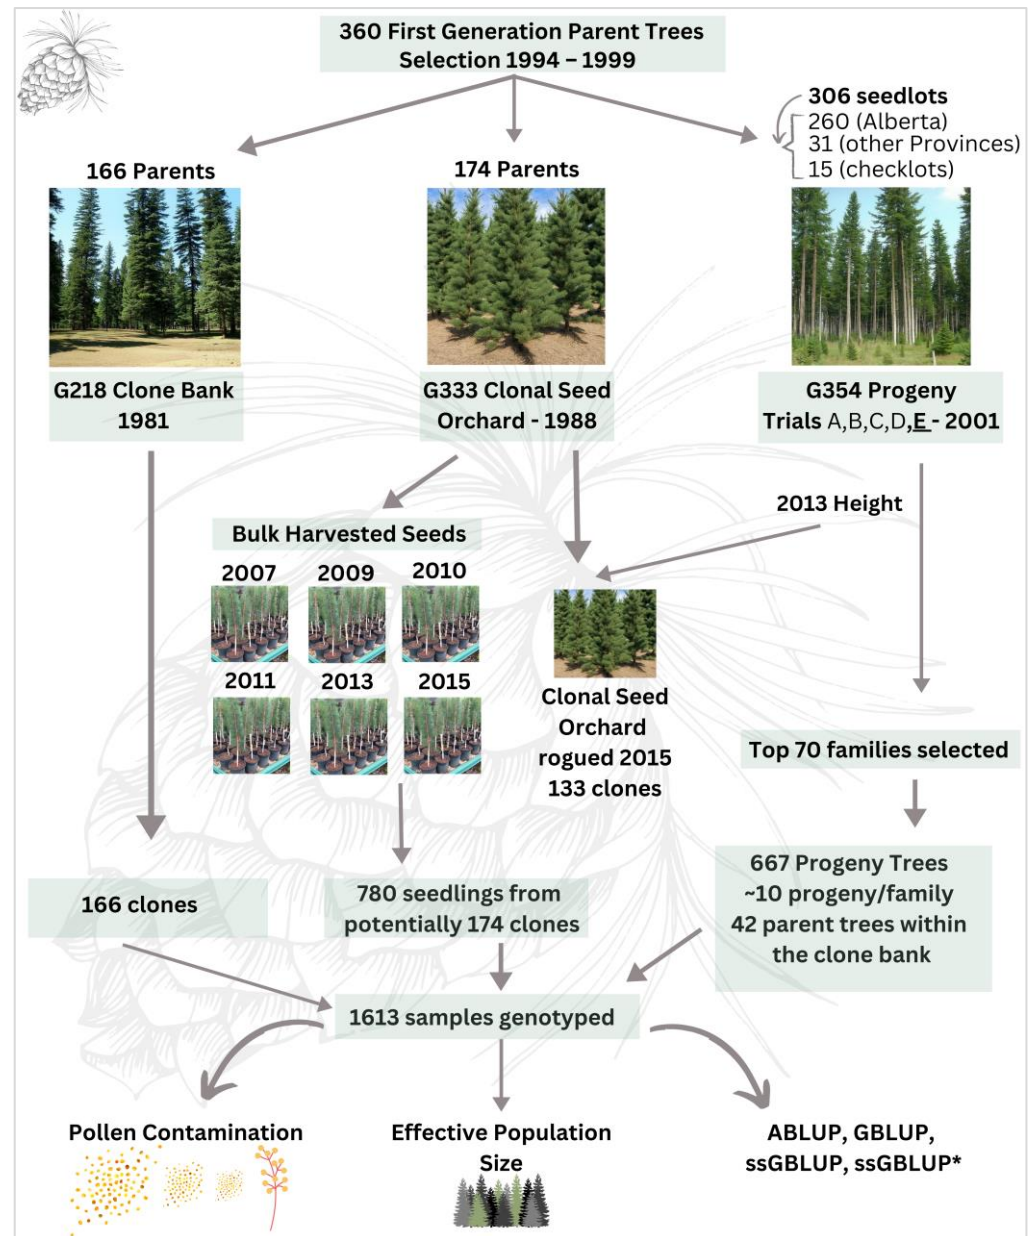 360 First Generation Parent Trees
Selection 1994 – 1999
306 seedlots
260 (Alberta)
31 (other Provinces)
15 (checklots)
166 Parents
174 Parents
G218 Clone Bank
1981
G333 Clonal Seed
Orchard - 1988
G354 Progeny
Trials A,B,C,D,E - 2001
2013 Height
Bulk Harvested Seeds
2007
2009
2010
2011
2013
2015
Clonal Seed
Orchard
rogued 2015
133 clones
Top 70 families selected
166 clones
780 seedlings from
potentially 174 clones
667 Progeny Trees
~10 progeny/family
42 parent trees within
the clone bank
1613 samples genotyped
Pollen Contamination
Effective Population
Size
ABLUP, GBLUP,
ssGBLUP, ssGBLUP*